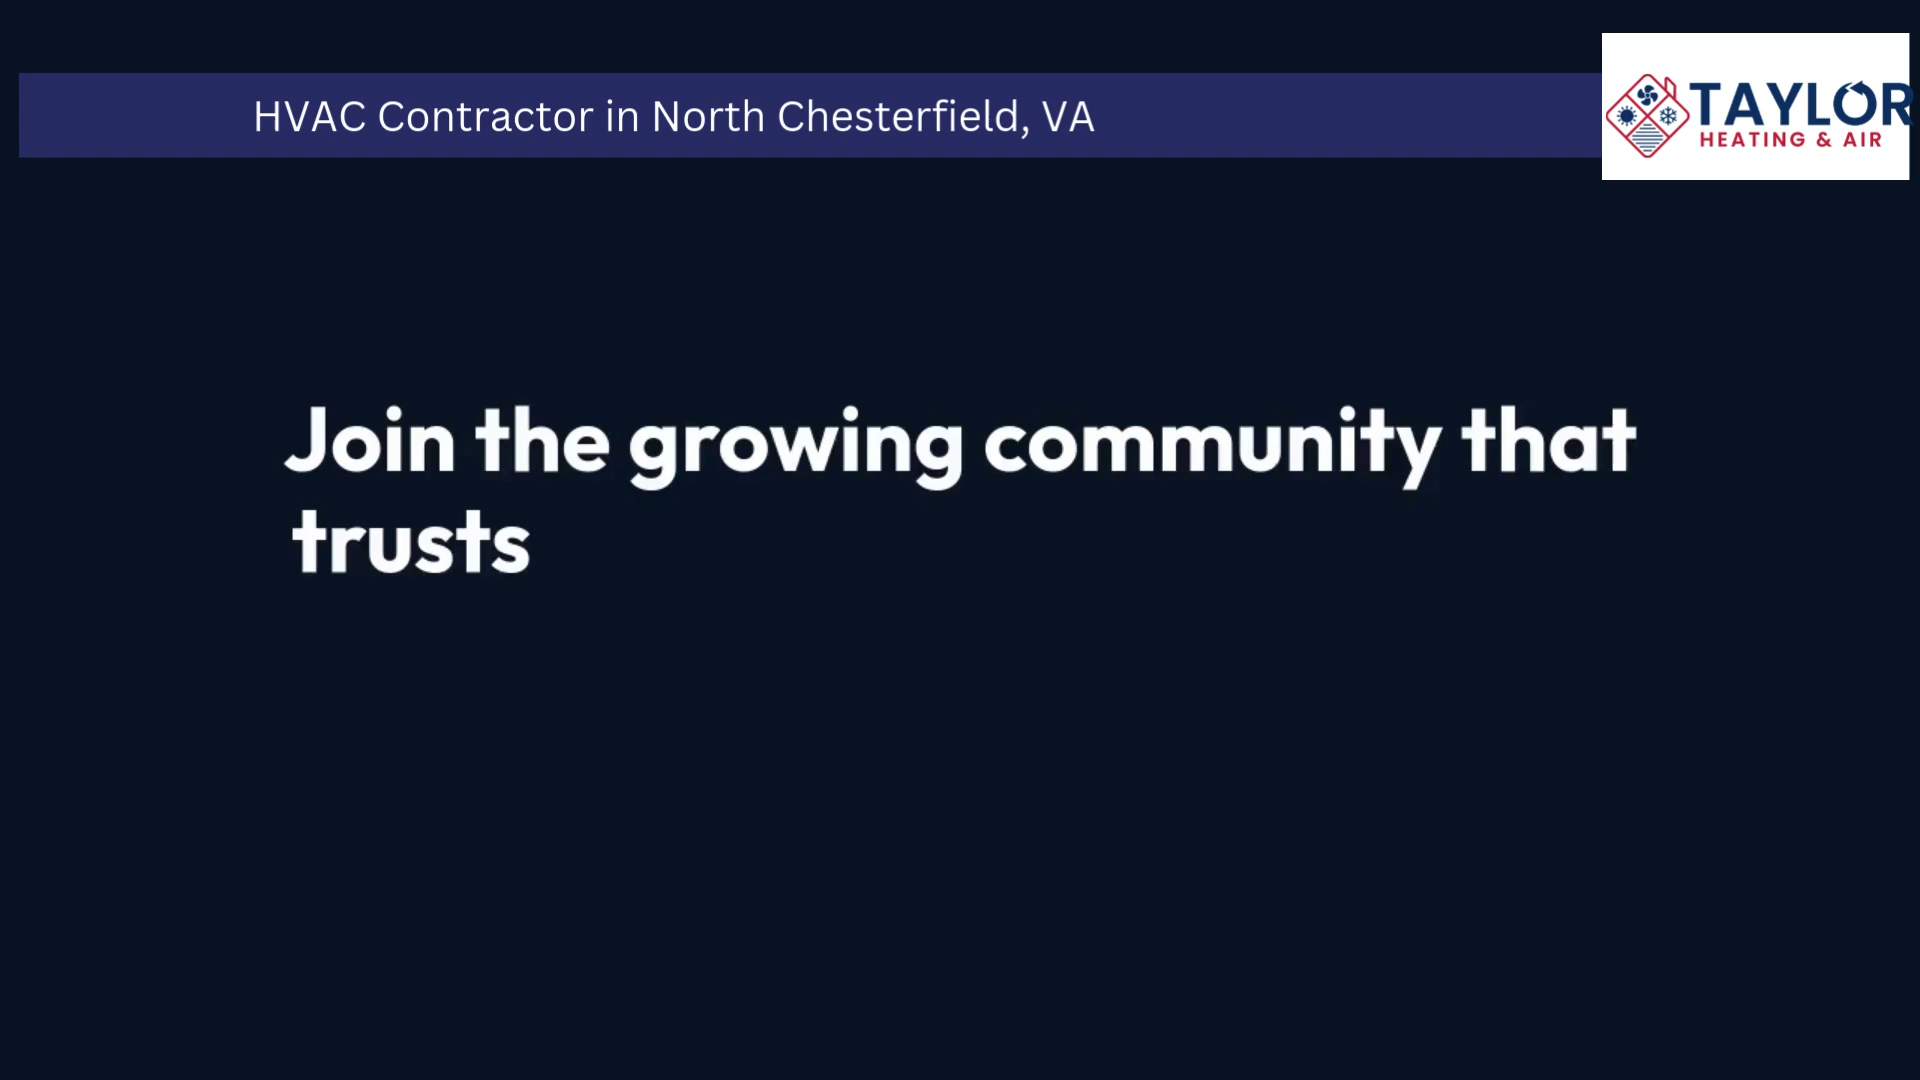 HVAC Contractor in North Chesterfield, VA
TAYLOR
HEATING & AIR
Join the growing community that
trusts